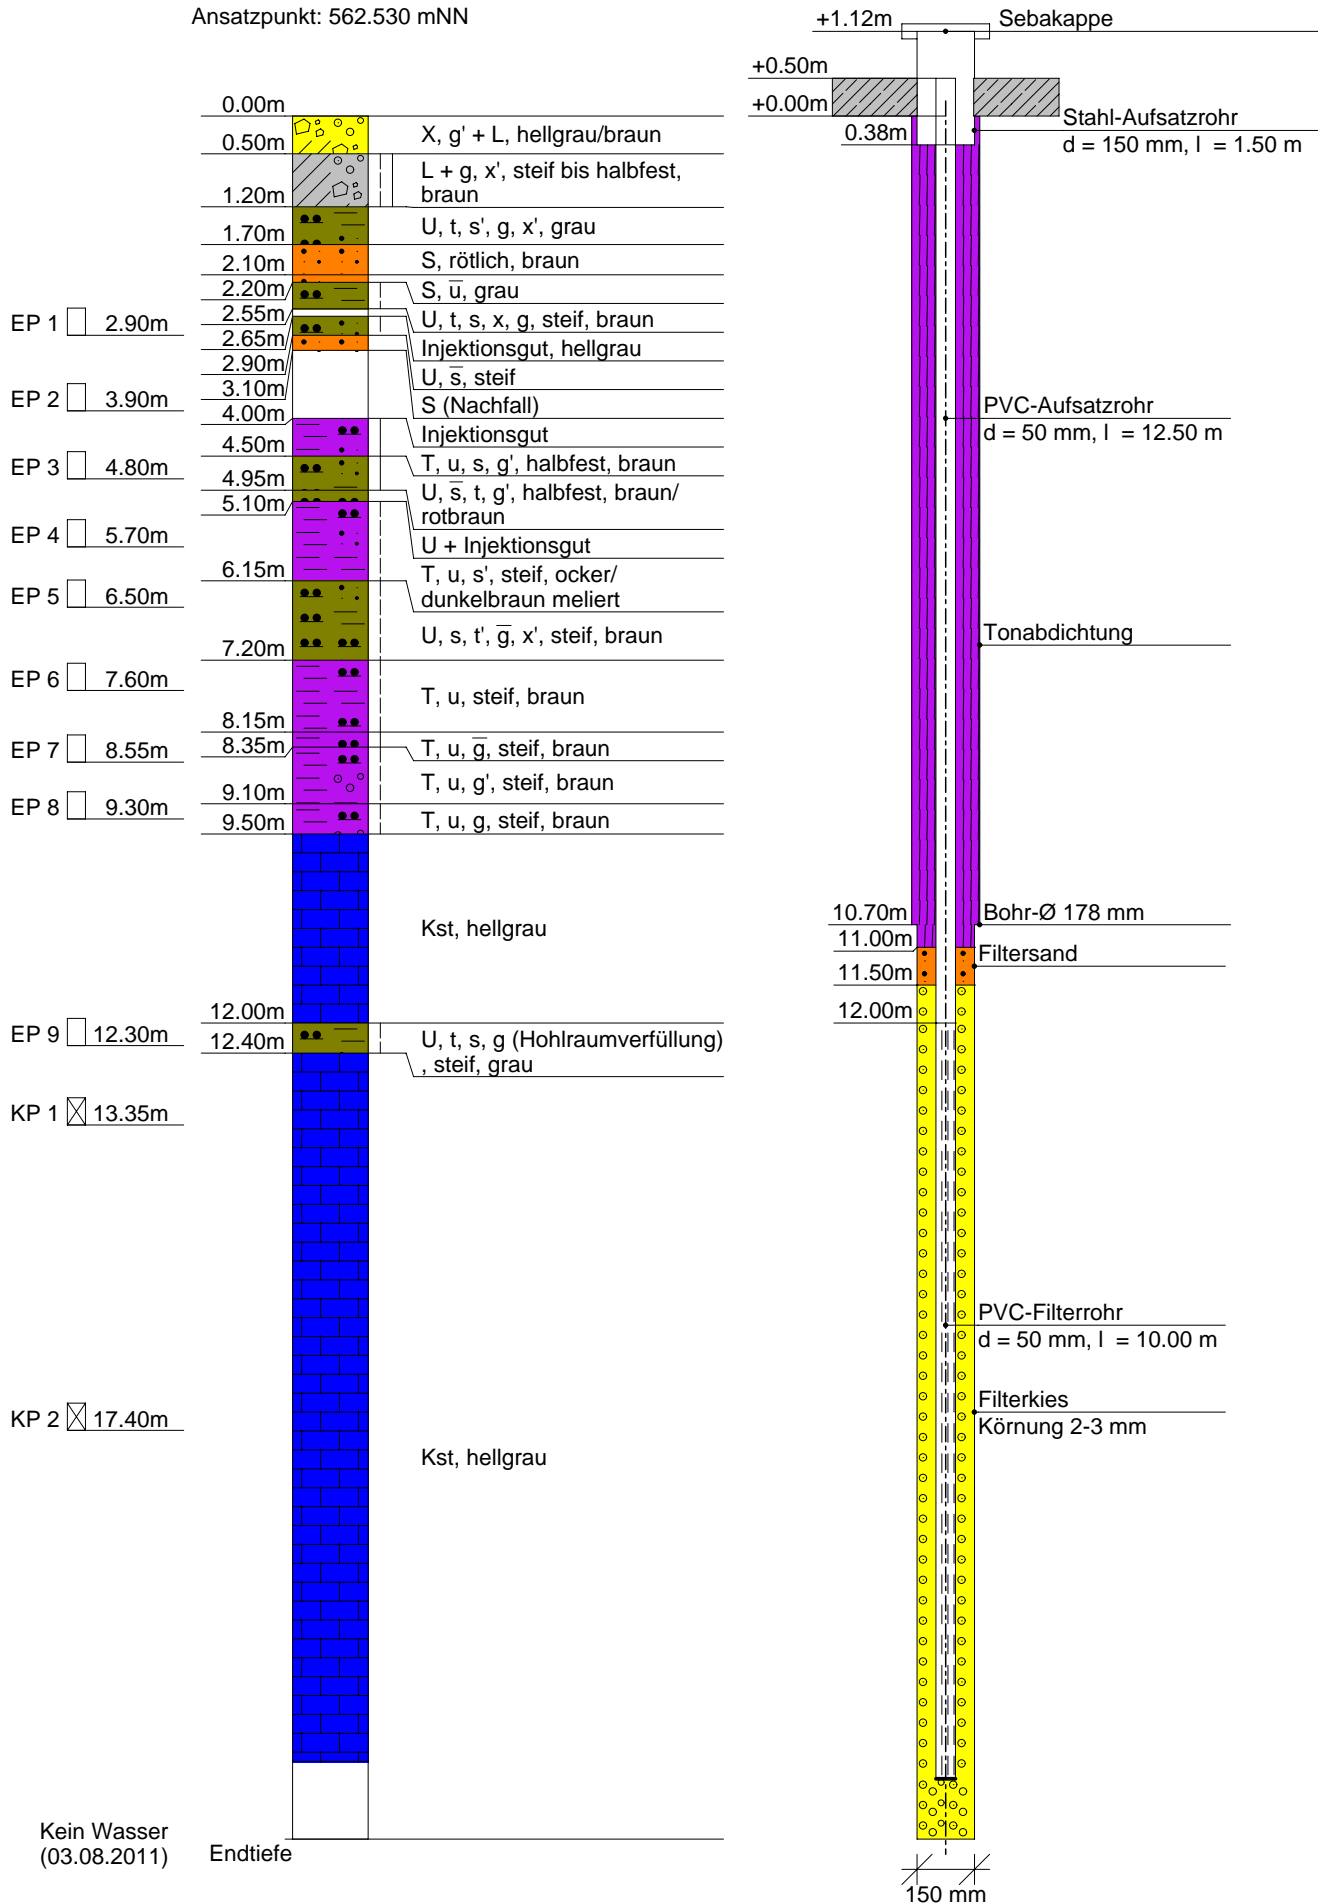 Ansatzpunkt: 562.530 mNN
0.00m
0.50m
X, g' + L, hellgrau/braun
L + g, x', steif bis halbfest,
braun
1.20m
U, t, s', g, x', grau
1.70m
S, rötlich, braun
2.10m
2.20m
S, u̅, grau
EP 1 2.90m
2.55m
U, t, s, x, g, steif, braun
2.65m
Injektionsgut, hellgrau
2.90m
U, s̅, steif
3.10m
EP 2 3.90m
S (Nachfall)
4.00m
Injektionsgut
4.50m
T, u, s, g', halbfest, braun
EP 3 4.80m
4.95m
U, s̅, t, g', halbfest, braun/
rotbraun
5.10m
EP 4 5.70m
U + Injektionsgut
6.15m
T, u, s', steif, ocker/
dunkelbraun meliert
EP 5 6.50m
U, s, t', g̅, x', steif, braun
7.20m
EP 6 7.60m
T, u, steif, braun
8.15m
8.35m
EP 7 8.55m
T, u, g̅, steif, braun
T, u, g', steif, braun
9.10m
EP 8 9.30m
9.50m
T, u, g, steif, braun
Kst, hellgrau
12.00m
EP 9 12.30m
12.40m
U, t, s, g (Hohlraumverfüllung)
, steif, grau
KP 1 13.35m
KP 2 17.40m
Kst, hellgrau
Kein Wasser
(03.08.2011)
Endtiefe
+1.12m
Sebakappe
+0.50m
+0.00m
0.38m
Stahl-Aufsatzrohr
d = 150 mm, l = 1.50 m
PVC-Aufsatzrohr
d = 50 mm, l = 12.50 m
Tonabdichtung
10.70m
Bohr-Ø 178 mm
11.00m
Filtersand
11.50m
12.00m
PVC-Filterrohr
d = 50 mm, l = 10.00 m
Filterkies
Körnung 2-3 mm
150 mm